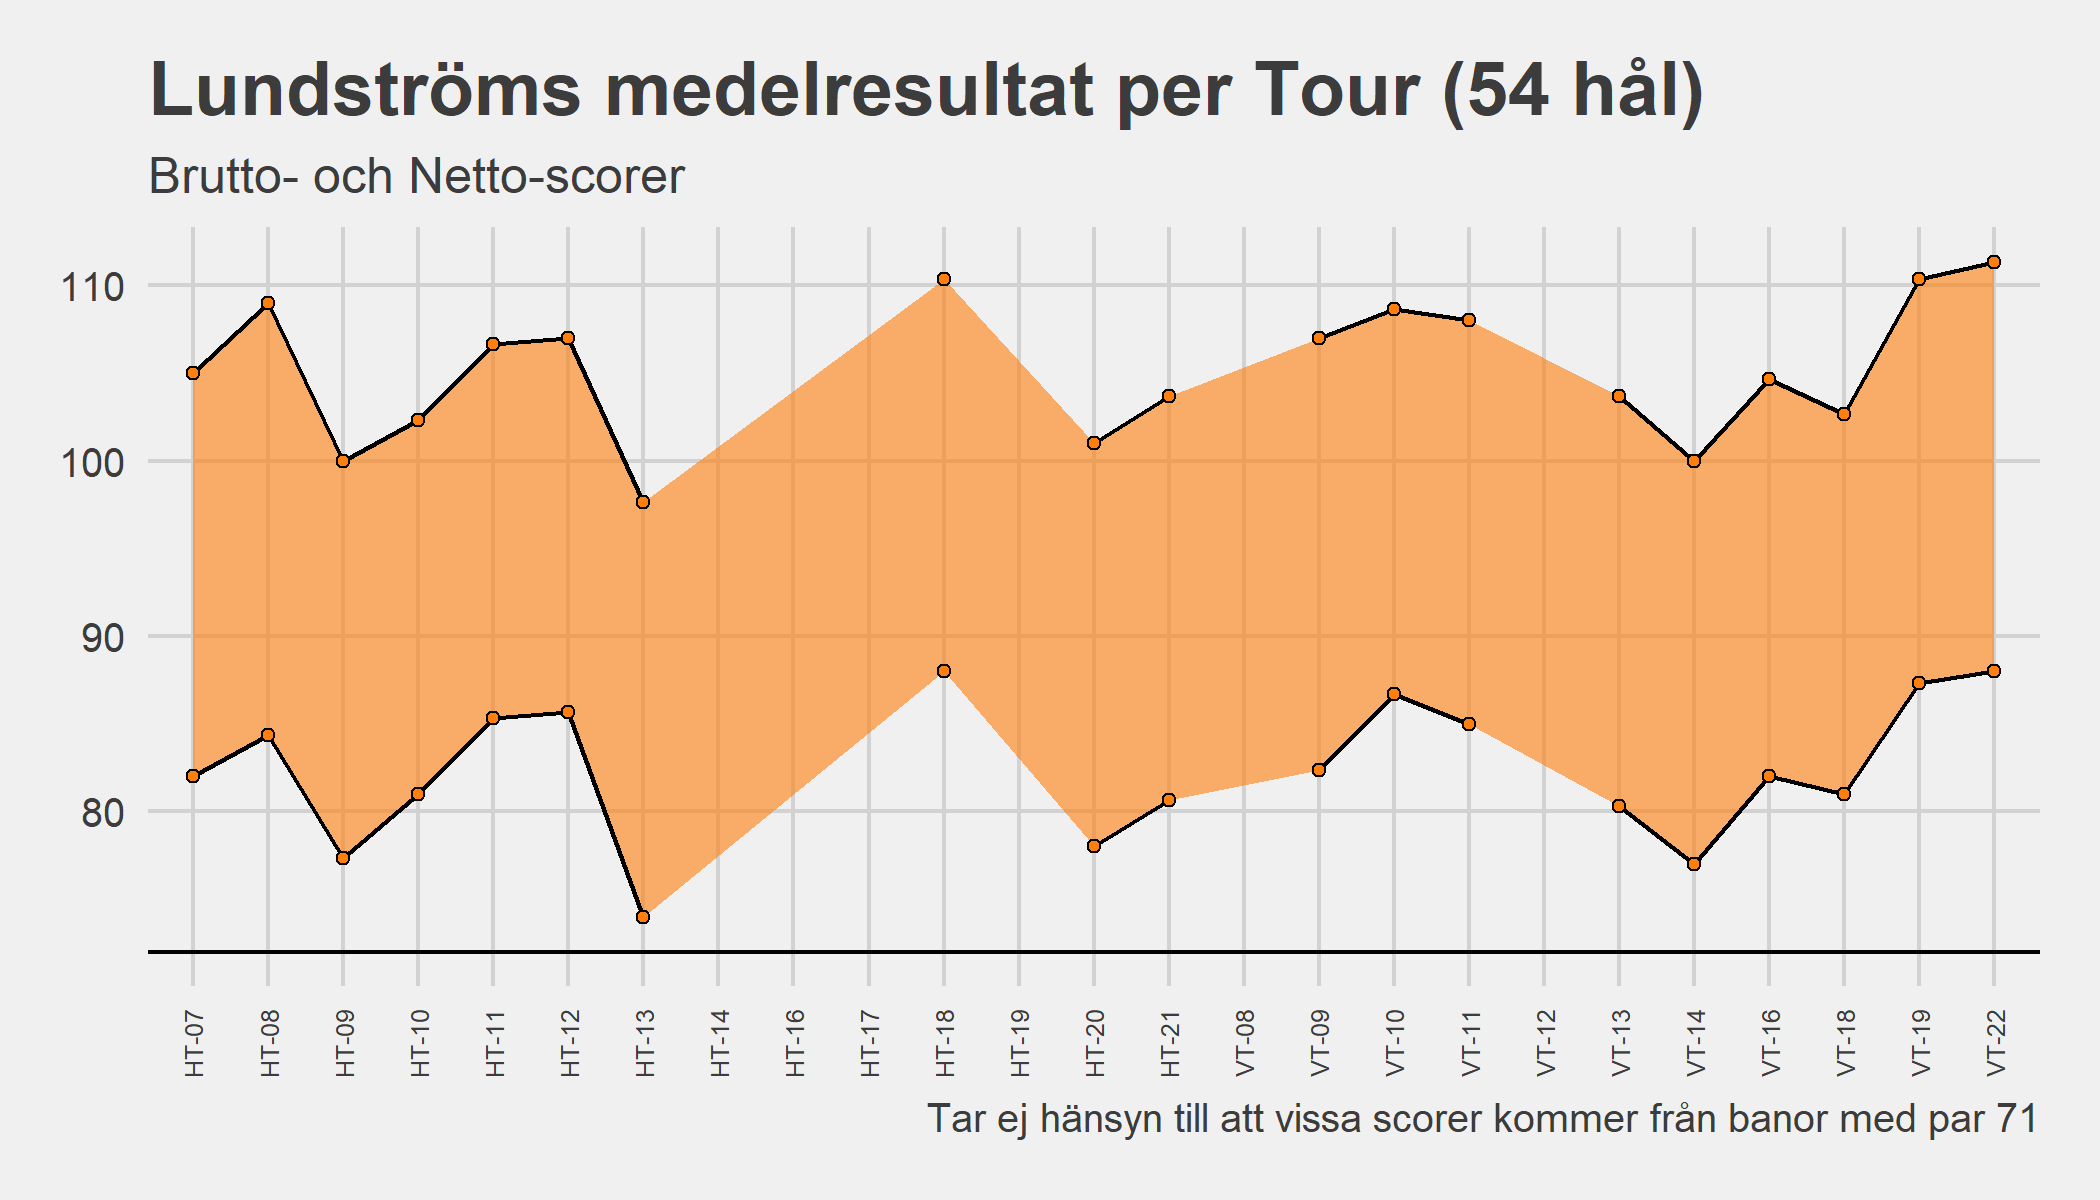 Lundströms medelresultat per Tour (54 hål)
Brutto- och Netto-scorer
110
100
90
80
HT-07
HT-08
HT-09
HT-10
HT-11
HT-12
HT-13
HT-14
HT-16
HT-17
HT-18
HT-19
HT-20
HT-21
VT-08
VT-09
VT-10
VT-11
VT-12
VT-13
VT-14
VT-16
VT-18
VT-19
VT-22
Tar ej hänsyn till att vissa scorer kommer från banor med par 71